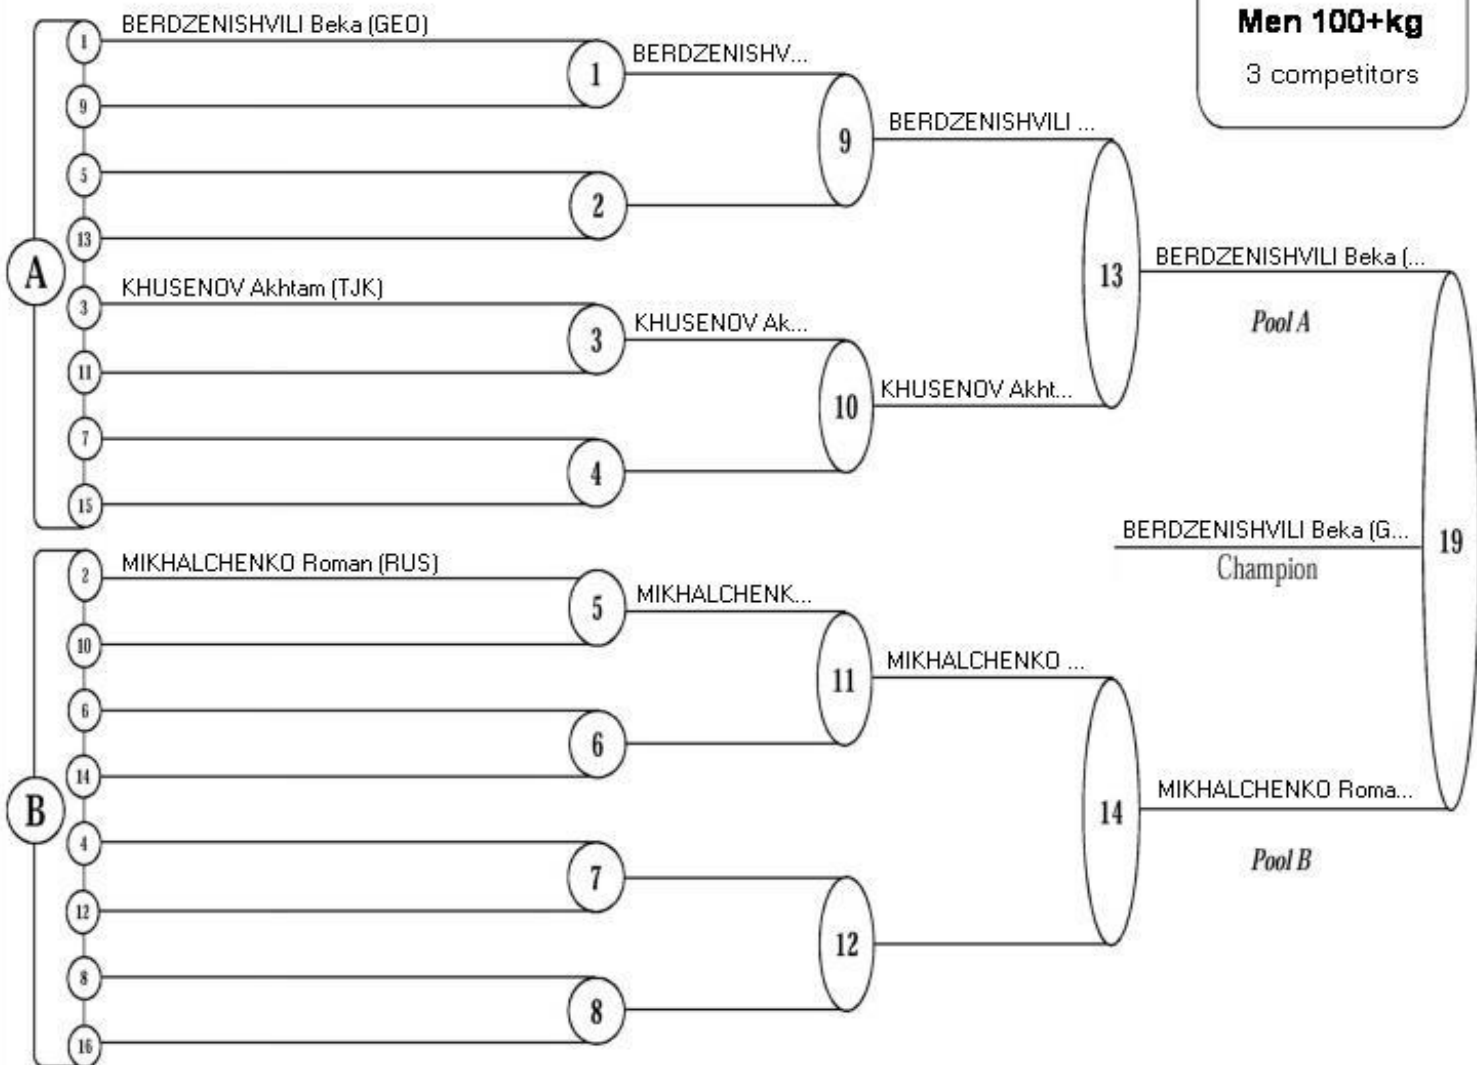 Men 100+kg
3 competitors
A
1
BERDZENISHVILI Beka (GEO)
9
5
13
3
KHUSENOV Akhtam (TJK)
11
7
15
B
2
MIKHALCHENKO Roman (RUS)
10
6
14
4
12
8
16
1
BERDZENISHV...
2
3
KHUSENOV Ak...
4
5
MIKHALCHENK...
6
7
8
9
BERDZENISHVILI ...
10
KHUSENOV Akht...
11
MIKHALCHENKO ...
12
13
BERDZENISHVILI Beka (...
Pool A
14
MIKHALCHENKO Roma...
Pool B
BERDZENISHVILI Beka (G...
Champion
19